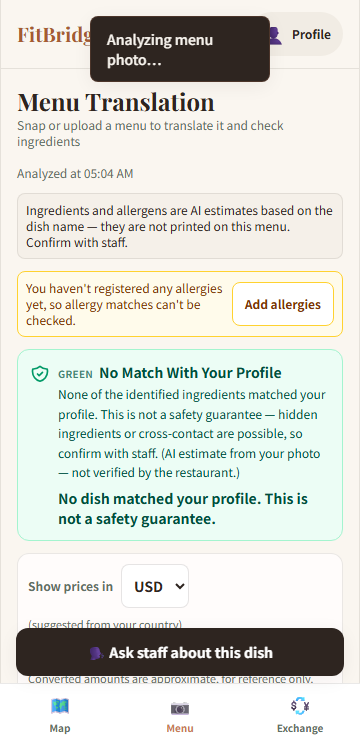 FitBridg
Analyzing menu
photo…
Profile
Menu Translation
Snap or upload a menu to translate it and check
ingredients
Analyzed at 05:04 AM
Ingredients and allergens are AI estimates based on the
dish name — they are not printed on this menu.
Confirm with staff.
You haven't registered any allergies
yet, so allergy matches can't be
checked.
Add allergies
GREEN No Match With Your Profile
None of the identified ingredients matched your
profile. This is not a safety guarantee — hidden
ingredients or cross-contact are possible, so
confirm with staff. (AI estimate from your photo
— not verified by the restaurant.)
No dish matched your profile. This is
not a safety guarantee.
Show prices in USD
(suggested from your country)
Ask staff about this dish
Converted amounts are approximate, for reference only.
Map
Menu
Exchange